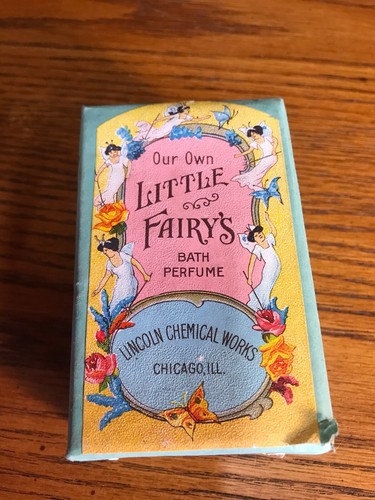 Our Own
LITTLE
FAIRY'S
BATH
PERFUME
LINCOLN CHEMICAL WORKS
CHICAGO, ILL.